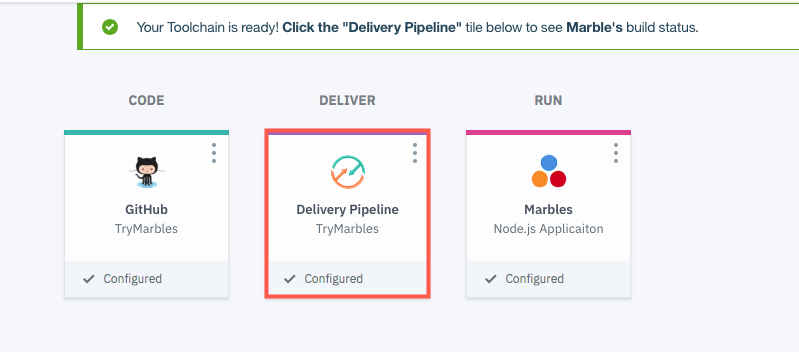 Your Toolchain is ready! Click the "Delivery Pipeline" tile below to see Marble's build status.
CODE
DELIVER
RUN
GitHub
TryMarbles
Configured
Delivery Pipeline
TryMarbles
Configured
Marbles
Node.js Applicaiton
Configured